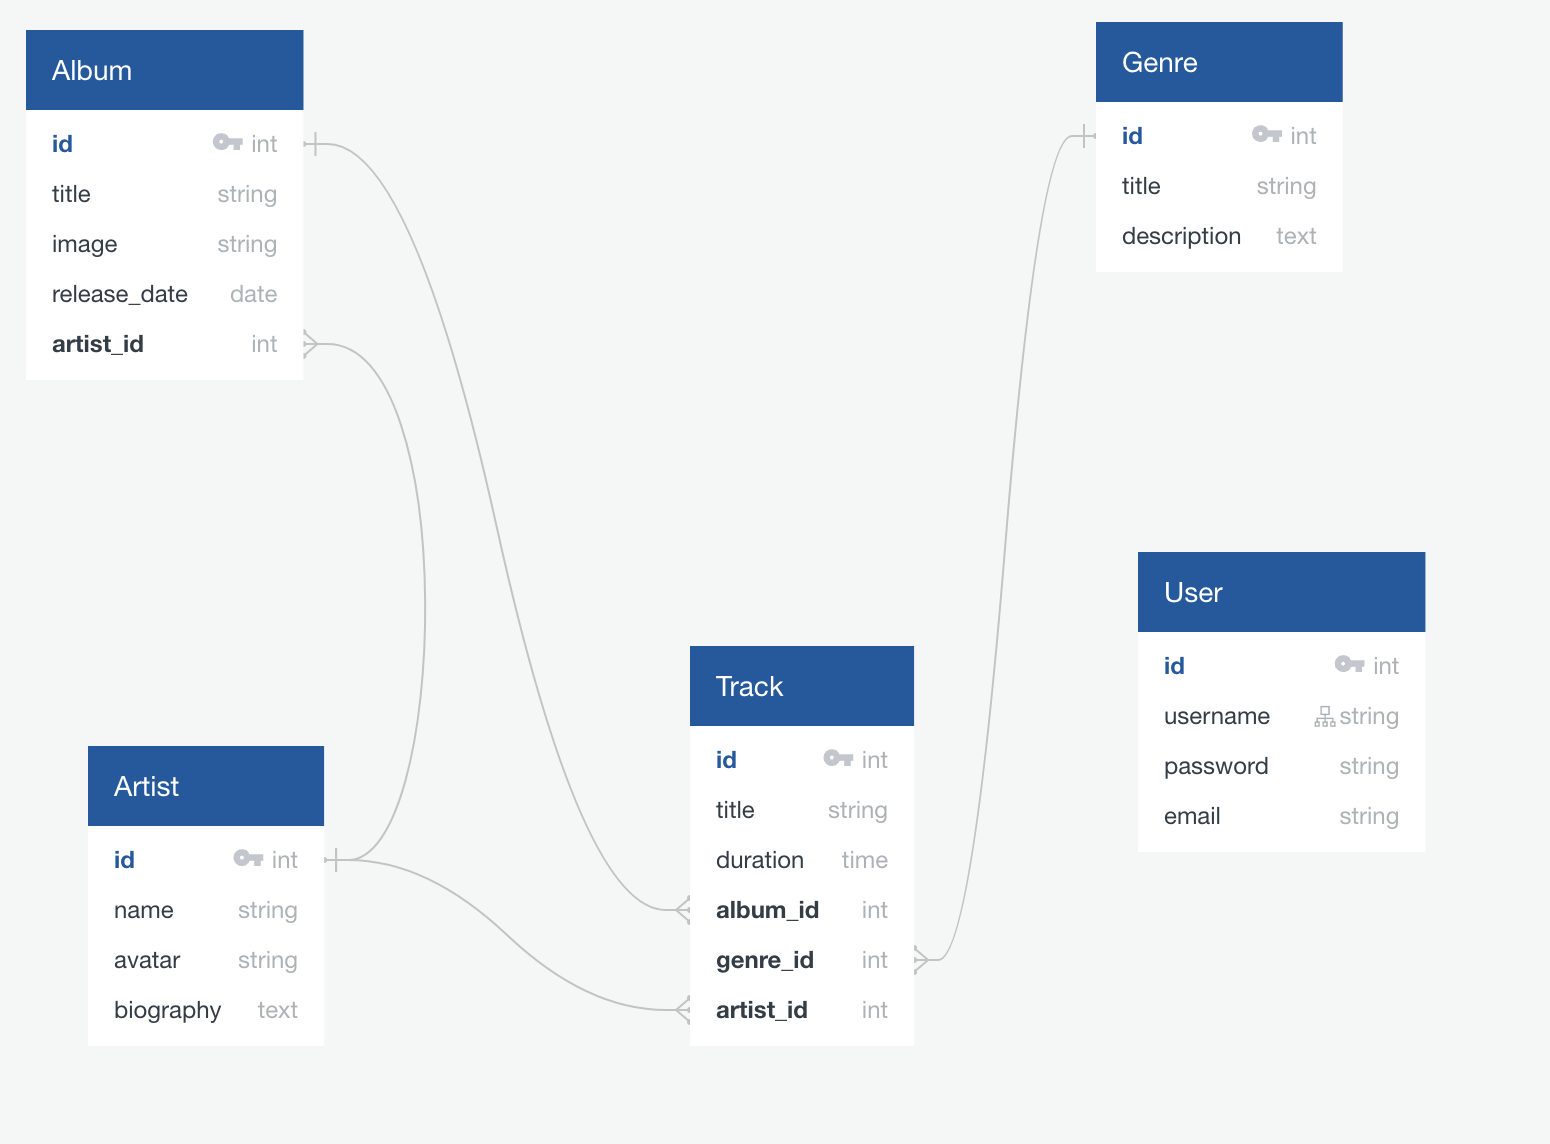 Album
id int
title string
image string
release_date date
artist_id int
Genre
id int
title string
description text
User
id int
username string
password string
email string
Track
id int
title string
duration time
album_id int
genre_id int
artist_id int
Artist
id int
name string
avatar string
biography text